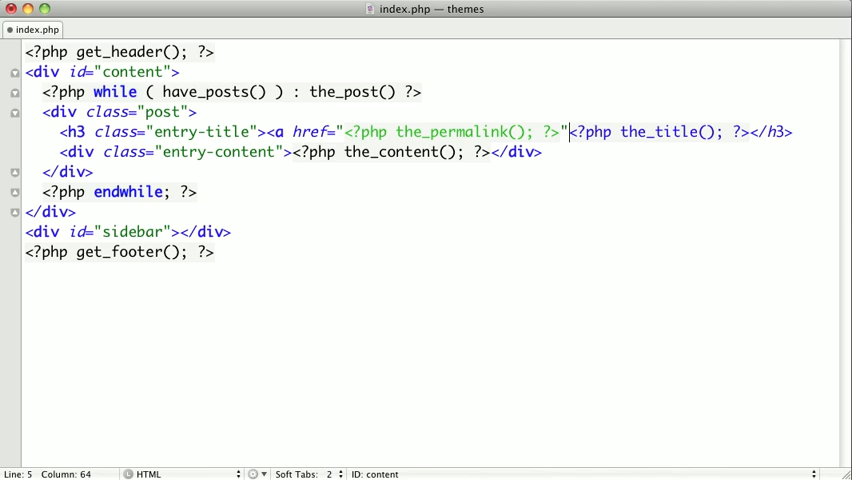 index.php — themes
index.php
<?php get_header(); ?>
<div id="content">
<?php while ( have_posts() ) : the_post() ?>
<div class="post">
<h3 class="entry-title"><a href="<?php the_permalink(); ?>"<?php the_title(); ?></h3>
<div class="entry-content"><?php the_content(); ?></div>
</div>
<?php endwhile; ?>
</div>
<div id="sidebar"></div>
<?php get_footer(); ?>
Line: 5 Column: 64 HTML Soft Tabs: 2 ID: content